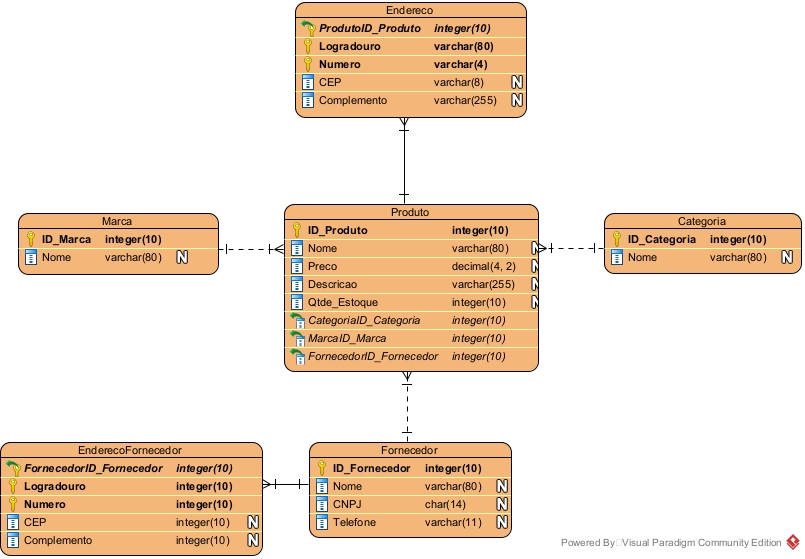 Endereco
ProdutoID_Produto integer(10)
Logradouro varchar(80)
Numero varchar(4)
CEP varchar(8) N
Complemento varchar(255) N
Marca
ID_Marca integer(10)
Nome varchar(80) N
Produto
ID_Produto integer(10)
Nome varchar(80) N
Preco decimal(4, 2) N
Descricao varchar(255) N
Qtde_Estoque integer(10) N
CategoriaID_Categoria integer(10)
MarcaID_Marca integer(10)
FornecedorID_Fornecedor integer(10)
Categoria
ID_Categoria integer(10)
Nome varchar(80) N
EnderecoFornecedor
FornecedorID_Fornecedor integer(10)
Logradouro integer(10)
Numero integer(10)
CEP integer(10) N
Complemento integer(10) N
Fornecedor
ID_Fornecedor integer(10)
Nome varchar(80) N
CNPJ char(14) N
Telefone varchar(11) N
Powered By Visual Paradigm Community Edition